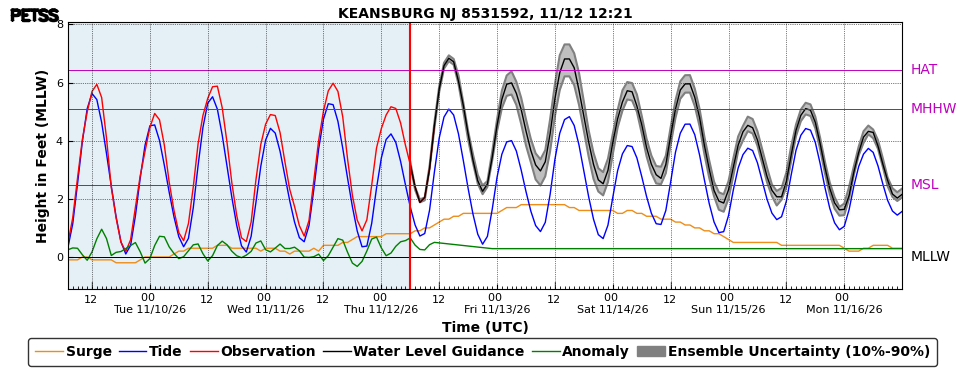 PETSS
KEANSBURG NJ 8531592, 11/12 12:21
Height in Feet (MLLW)
8
6
4
2
0
HAT
MHHW
MSL
MLLW
12 00 12 00 12 00 12 00 12 00 12 00 12 00
Tue 11/10/26 Wed 11/11/26 Thu 11/12/26 Fri 11/13/26 Sat 11/14/26 Sun 11/15/26 Mon 11/16/26
Time (UTC)
Surge Tide Observation Water Level Guidance Anomaly Ensemble Uncertainty (10%-90%)